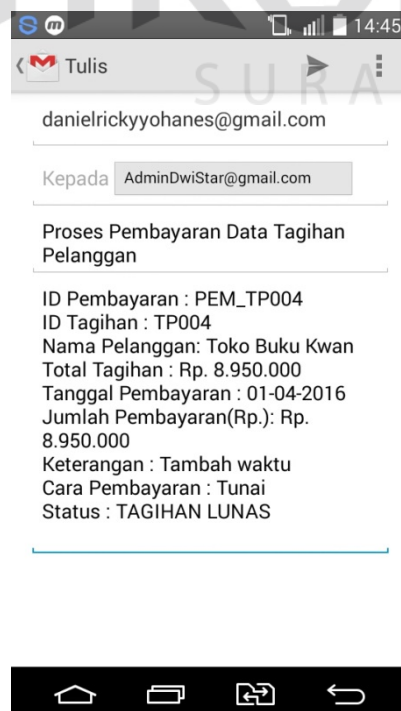 SURA
14:45
Tulis
danielrickyyohanes@gmail.com
Kepada AdminDwiStar@gmail.com
Proses Pembayaran Data Tagihan
Pelanggan
ID Pembayaran : PEM_TP004
ID Tagihan : TP004
Nama Pelanggan: Toko Buku Kwan
Total Tagihan : Rp. 8.950.000
Tanggal Pembayaran : 01-04-2016
Jumlah Pembayaran(Rp.): Rp.
8.950.000
Keterangan : Tambah waktu
Cara Pembayaran : Tunai
Status : TAGIHAN LUNAS